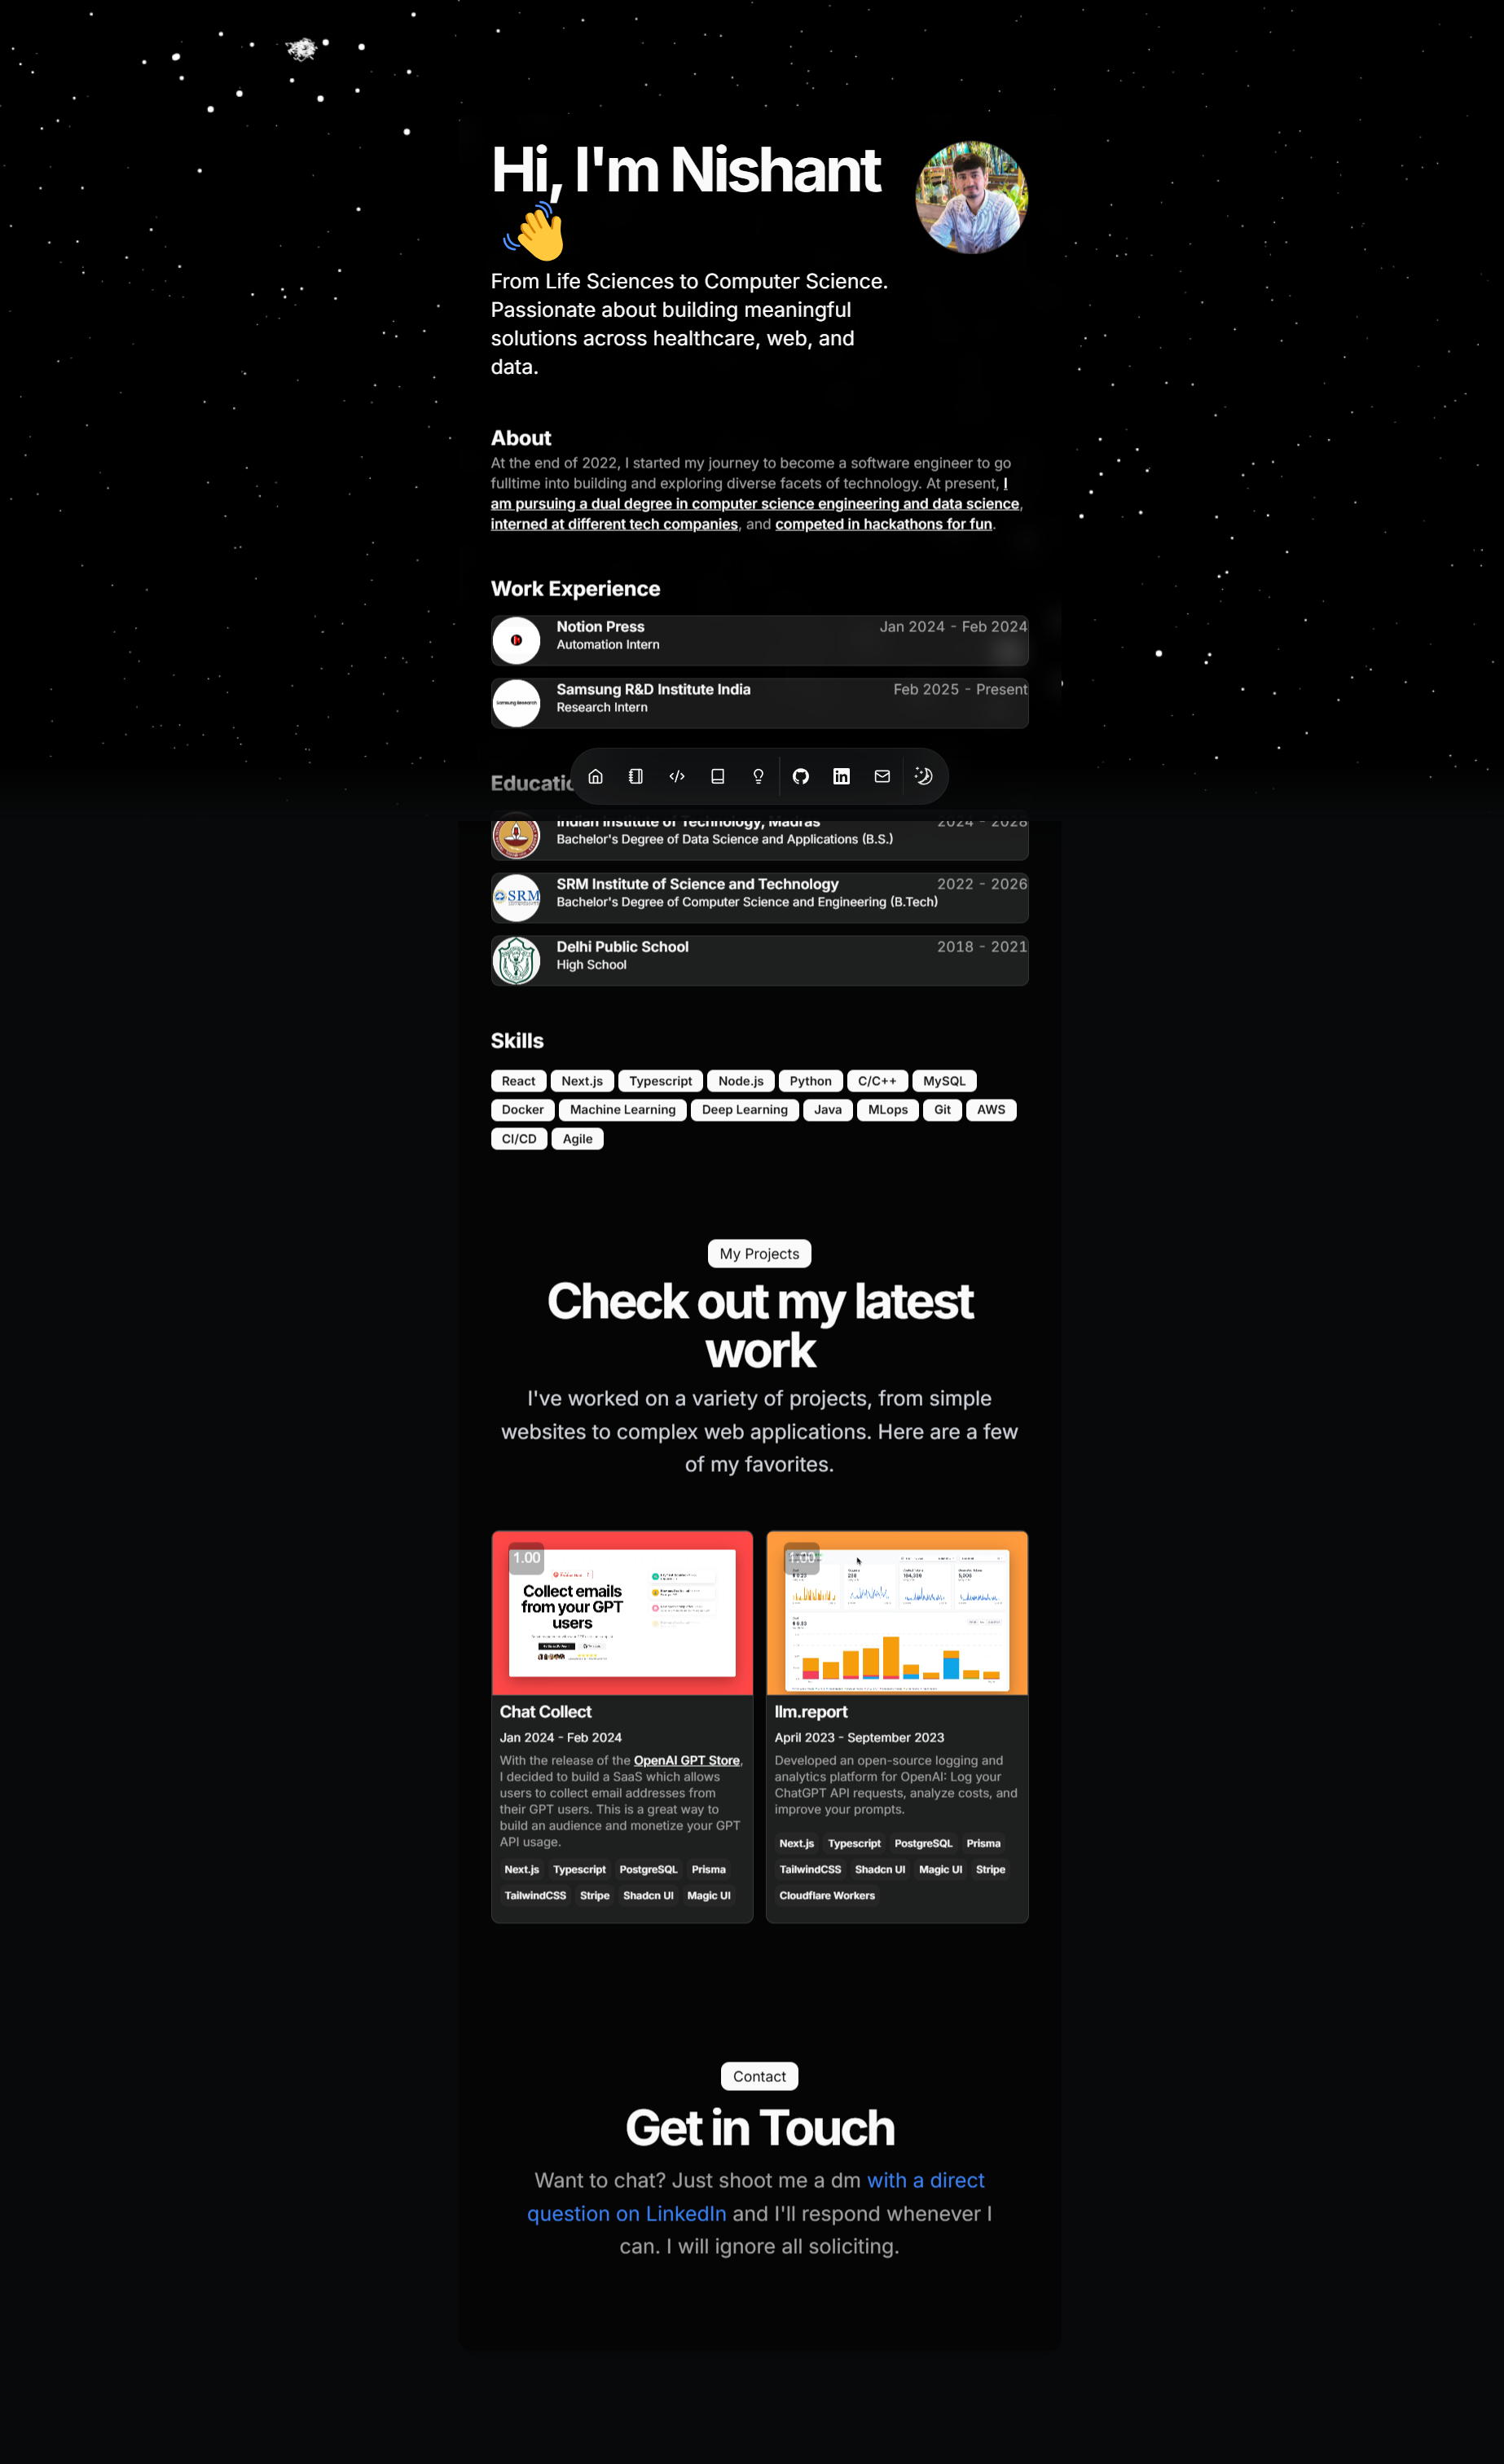 Hi, I'm Nishant
From Life Sciences to Computer Science.
Passionate about building meaningful
solutions across healthcare, web, and
data.
About
At the end of 2022, I started my journey to become a software engineer to go
fulltime into building and exploring diverse facets of technology. At present, I
am pursuing a dual degree in computer science engineering and data science,
interned at different tech companies, and competed in hackathons for fun.
Work Experience
Notion Press
Jan 2024 - Feb 2024
Automation Intern
Samsung Research
Samsung R&D Institute India
Feb 2025 - Present
Research Intern
Educatio
Indian Institute of Technology, Madras
2024 - 2028
Bachelor's Degree of Data Science and Applications (B.S.)
SRM
SRM Institute of Science and Technology
2022 - 2026
Bachelor's Degree of Computer Science and Engineering (B.Tech)
Delhi Public School
2018 - 2021
High School
Skills
React Next.js Typescript Node.js Python C/C++ MySQL
Docker Machine Learning Deep Learning Java MLops Git AWS
CI/CD Agile
My Projects
Check out my latest
work
I've worked on a variety of projects, from simple
websites to complex web applications. Here are a few
of my favorites.
1.00
Collect emails
from your GPT
users
Chat Collect
Jan 2024 - Feb 2024
With the release of the OpenAI GPT Store,
I decided to build a SaaS which allows
users to collect email addresses from
their GPT users. This is a great way to
build an audience and monetize your GPT
API usage.
Next.js Typescript PostgreSQL Prisma
TailwindCSS Stripe Shadcn UI Magic UI
1.00
llm.report
April 2023 - September 2023
Developed an open-source logging and
analytics platform for OpenAI: Log your
ChatGPT API requests, analyze costs, and
improve your prompts.
Next.js Typescript PostgreSQL Prisma
TailwindCSS Shadcn UI Magic UI Stripe
Cloudflare Workers
Contact
Get in Touch
Want to chat? Just shoot me a dm with a direct
question on LinkedIn and I'll respond whenever I
can. I will ignore all soliciting.